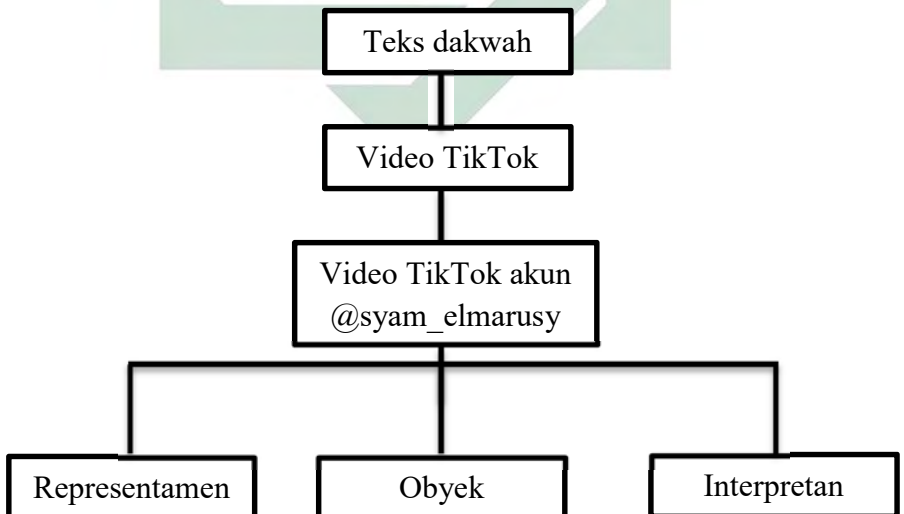 Teks dakwah
Video TikTok
Video TikTok akun
@syam_elmarusy
Representamen
Obyek
Interpretan